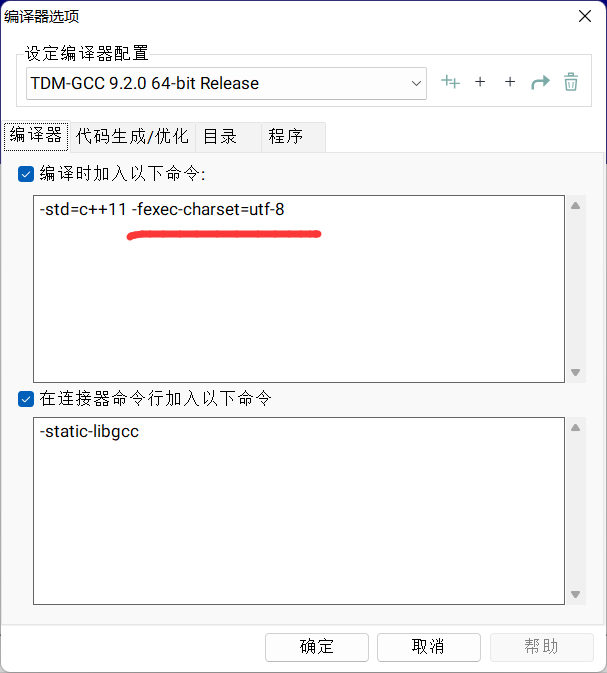 编译器选项
设定编译器配置
TDM-GCC 9.2.0 64-bit Release
编译器 代码生成/优化 目录 程序
编译时加入以下命令:
-std=c++11 -fexec-charset=utf-8
在连接器命令行加入以下命令
-static-libgcc
确定 取消 帮助